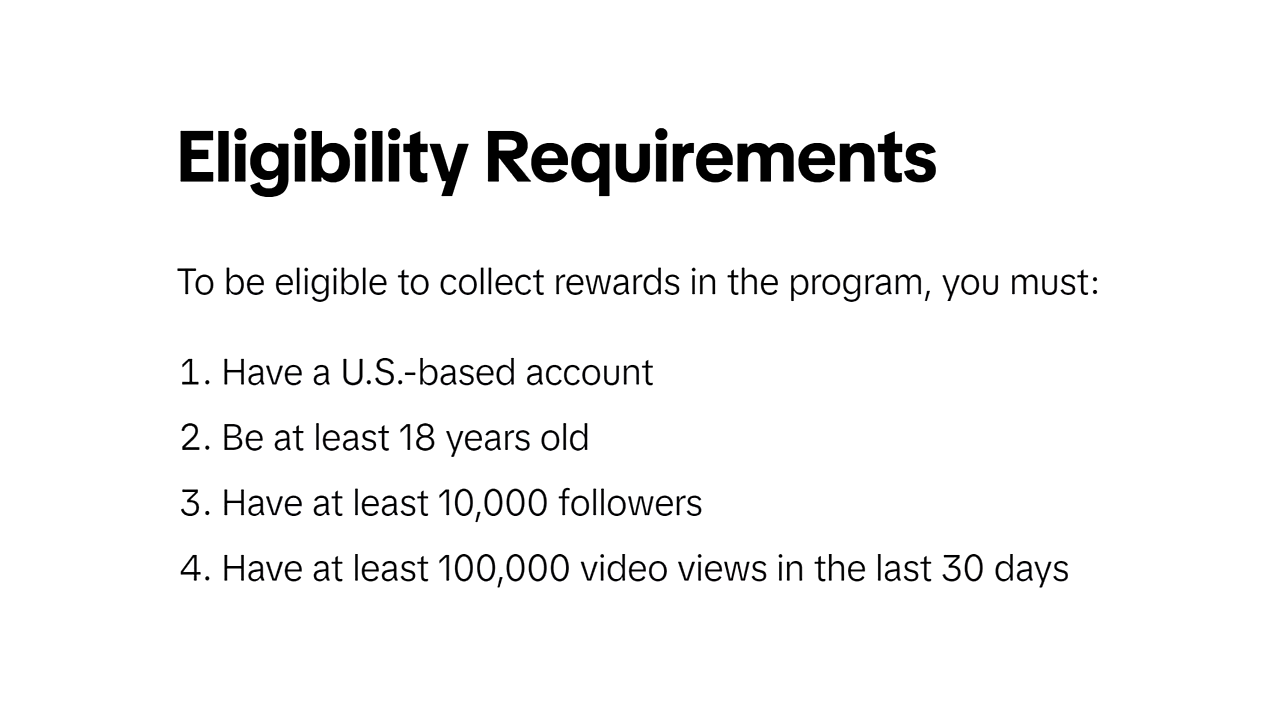 Eligibility Requirements
To be eligible to collect rewards in the program, you must:
1. Have a U.S.-based account
2. Be at least 18 years old
3. Have at least 10,000 followers
4. Have at least 100,000 video views in the last 30 days